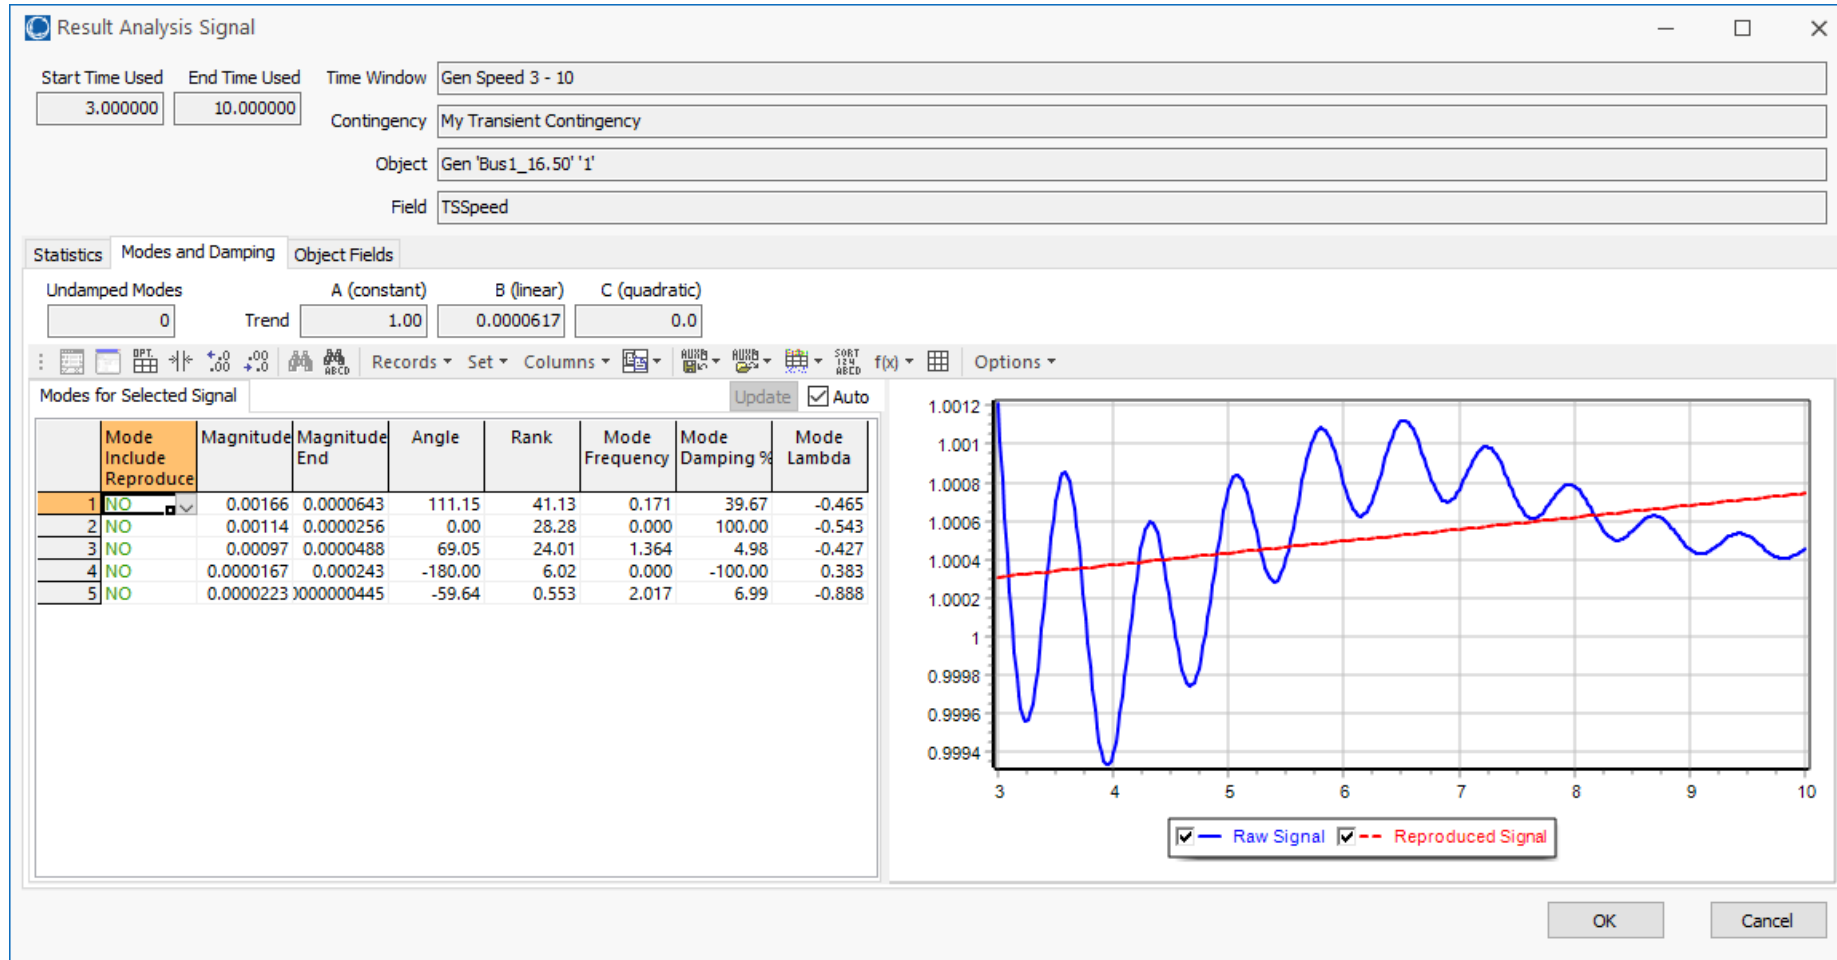 Result Analysis Signal
Start Time Used End Time Used Time Window Gen Speed 3 - 10
3.000000 10.000000
Contingency My Transient Contingency
Object Gen 'Bus1_16.50' '1'
Field TSSpeed
Statistics Modes and Damping Object Fields
Undamped Modes A (constant) B (linear) C (quadratic)
0 Trend 1.00 0.0000617 0.0
Records Set Columns SORT 124 ABED f(x) Options
Modes for Selected Signal Update Auto
Mode Include Reproduce Magnitude Magnitude End Angle Rank Mode Frequency Mode Damping % Mode Lambda
1 NO 0.00166 0.0000643 111.15 41.13 0.171 39.67 -0.465
2 NO 0.00114 0.0000256 0.00 28.28 0.000 100.00 -0.543
3 NO 0.00097 0.0000488 69.05 24.01 1.364 4.98 -0.427
4 NO 0.0000167 0.000243 -180.00 6.02 0.000 -100.00 0.383
5 NO 0.0000223 0000000445 -59.64 0.553 2.017 6.99 -0.888
1.0012
1.001
1.0008
1.0006
1.0004
1.0002
1
0.9998
0.9996
0.9994
3 4 5 6 7 8 9 10
Raw Signal Reproduced Signal
OK Cancel